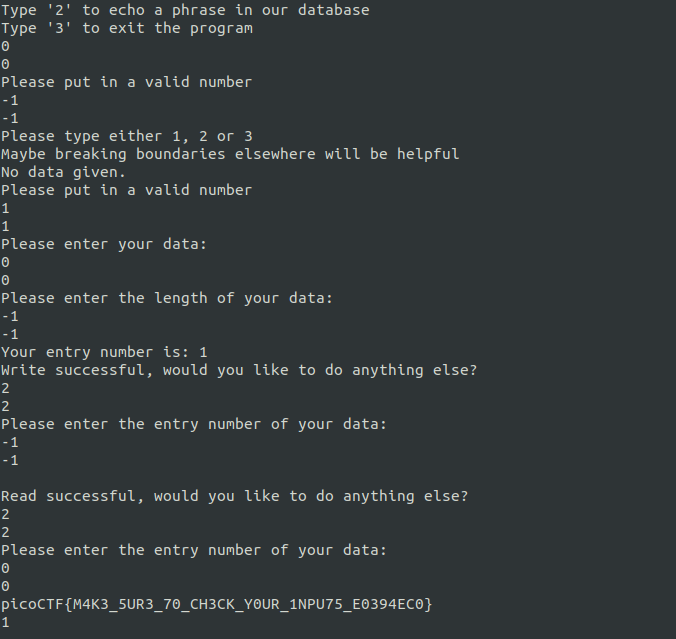 Type '2' to echo a phrase in our database
Type '3' to exit the program
0
0
Please put in a valid number
-1
-1
Please type either 1, 2 or 3
Maybe breaking boundaries elsewhere will be helpful
No data given.
Please put in a valid number
1
1
Please enter your data:
0
0
Please enter the length of your data:
-1
-1
Your entry number is: 1
Write successful, would you like to do anything else?
2
2
Please enter the entry number of your data:
-1
-1
Read successful, would you like to do anything else?
2
2
Please enter the entry number of your data:
0
0
picoCTF{M4K3_5UR3_70_CH3CK_Y0UR_1NPU75_E0394EC0}
1